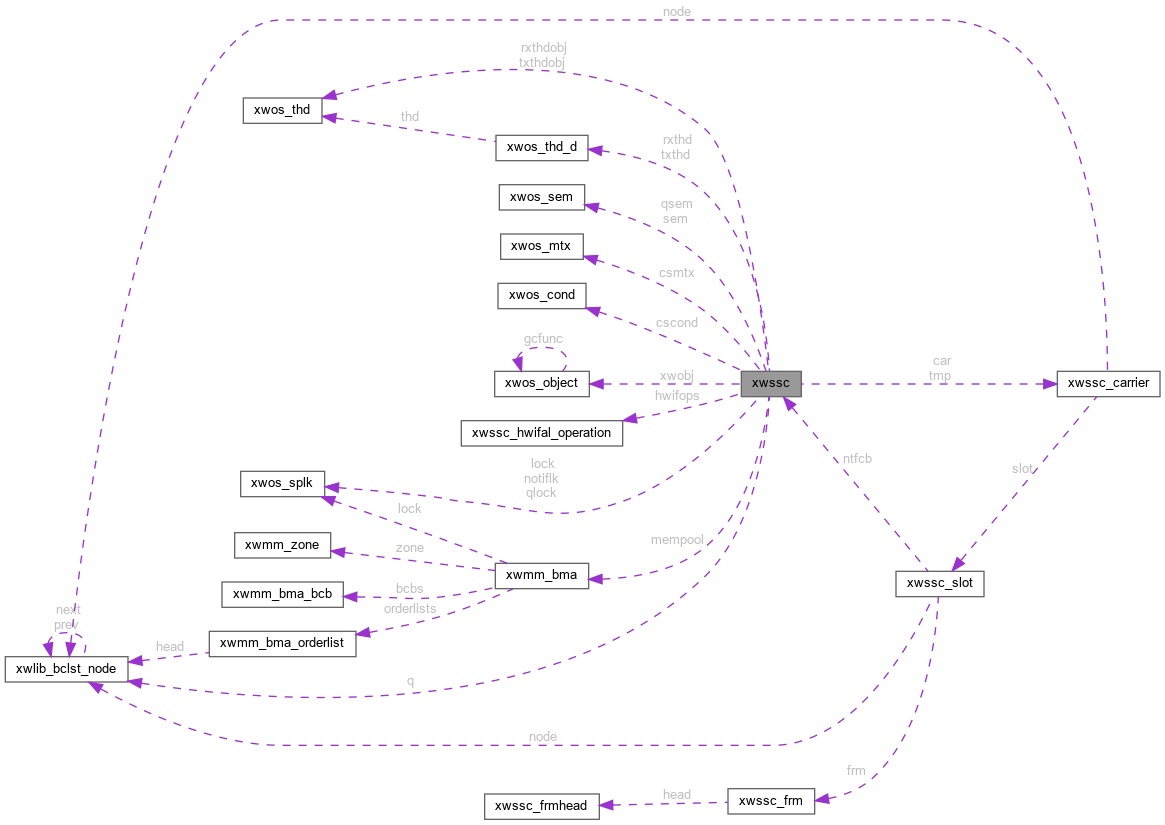 node
rxthdobj
txthdobj
xwos_thd
thd
xwos_thd_d
rxthd
txthd
xwos_sem
qsem
sem
xwos_mtx
csmtx
xwos_cond
cscond
gcfunc
xwos_object
xwobj
xwssc
car
tmp
xwssc_carrier
hwifops
xwssc_hwifal_operation
lock
notiflk
qlock
ntfcb
slot
xwos_splk
lock
xwmm_zone
zone
mempool
xwmm_bma
xwssc_slot
xwmm_bma_bcb
bcbs
orderlists
next
prev
xwmm_bma_orderlist
head
xwlib_bclst_node
q
node
frm
head
xwssc_frmhead
xwssc_frm